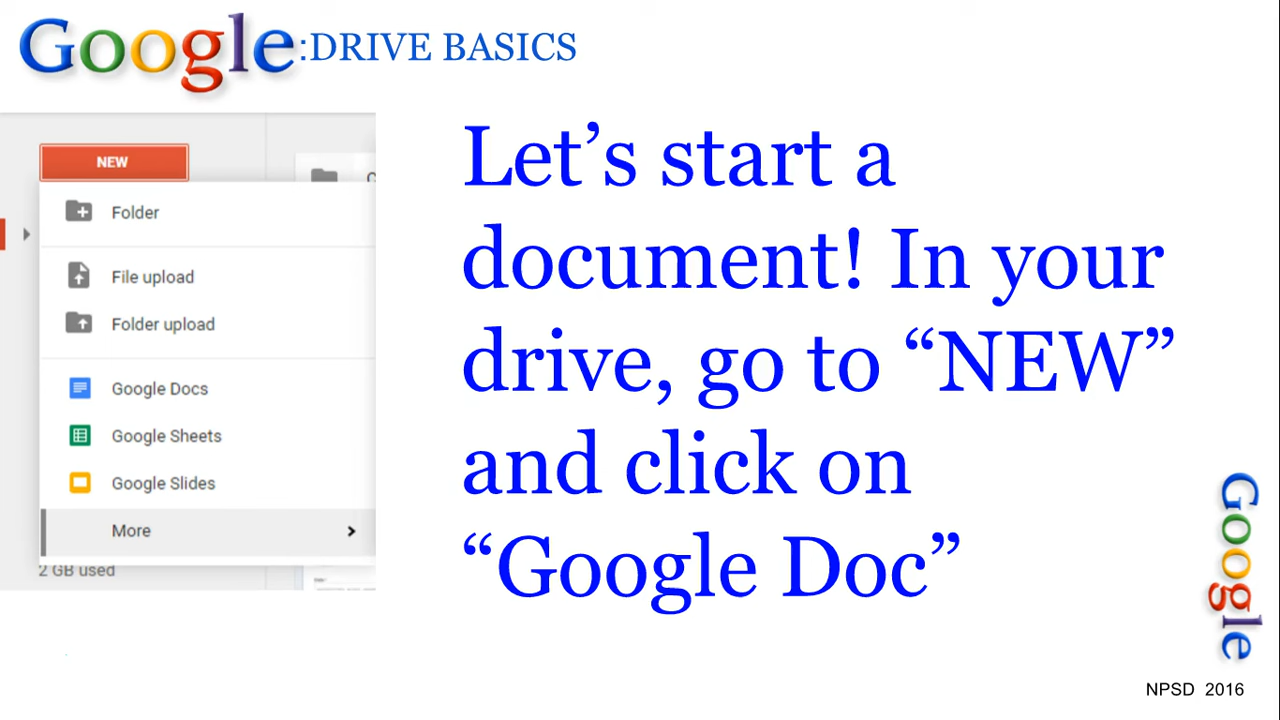 Google:DRIVE BASICS
NEW
Folder
File upload
Folder upload
Google Docs
Google Sheets
Google Slides
More
2 GB used
Let’s start a
document! In your
drive, go to “NEW”
and click on
“Google Doc”
Google
NPSD 2016